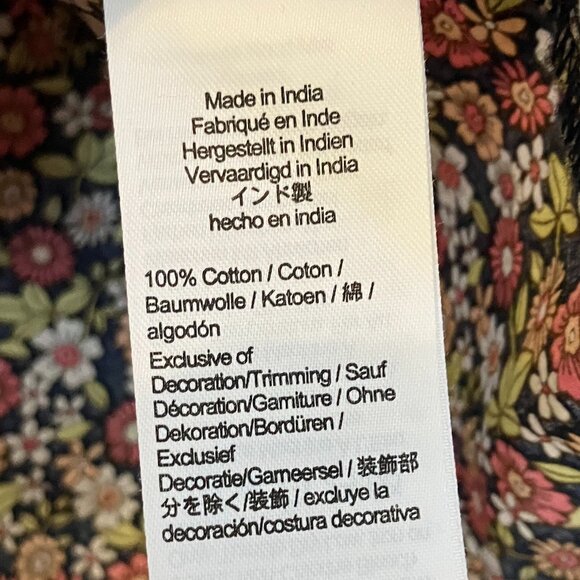 Made in India
Fabriqué en Inde
Hergestellt in Indien
Vervaardigd in India
インド製
hecho en india
100% Cotton / Coton /
Baumwolle / Katoen / 綿 /
algodón
Exclusive of
Decoration/Trimming / Sauf
Décoration/Garniture / Ohne
Dekoration/Bordüren /
Exclusief
Decoratie/Garneersel / 装飾部
分を除く/装飾 / excluye la
decoración/costura decorativa